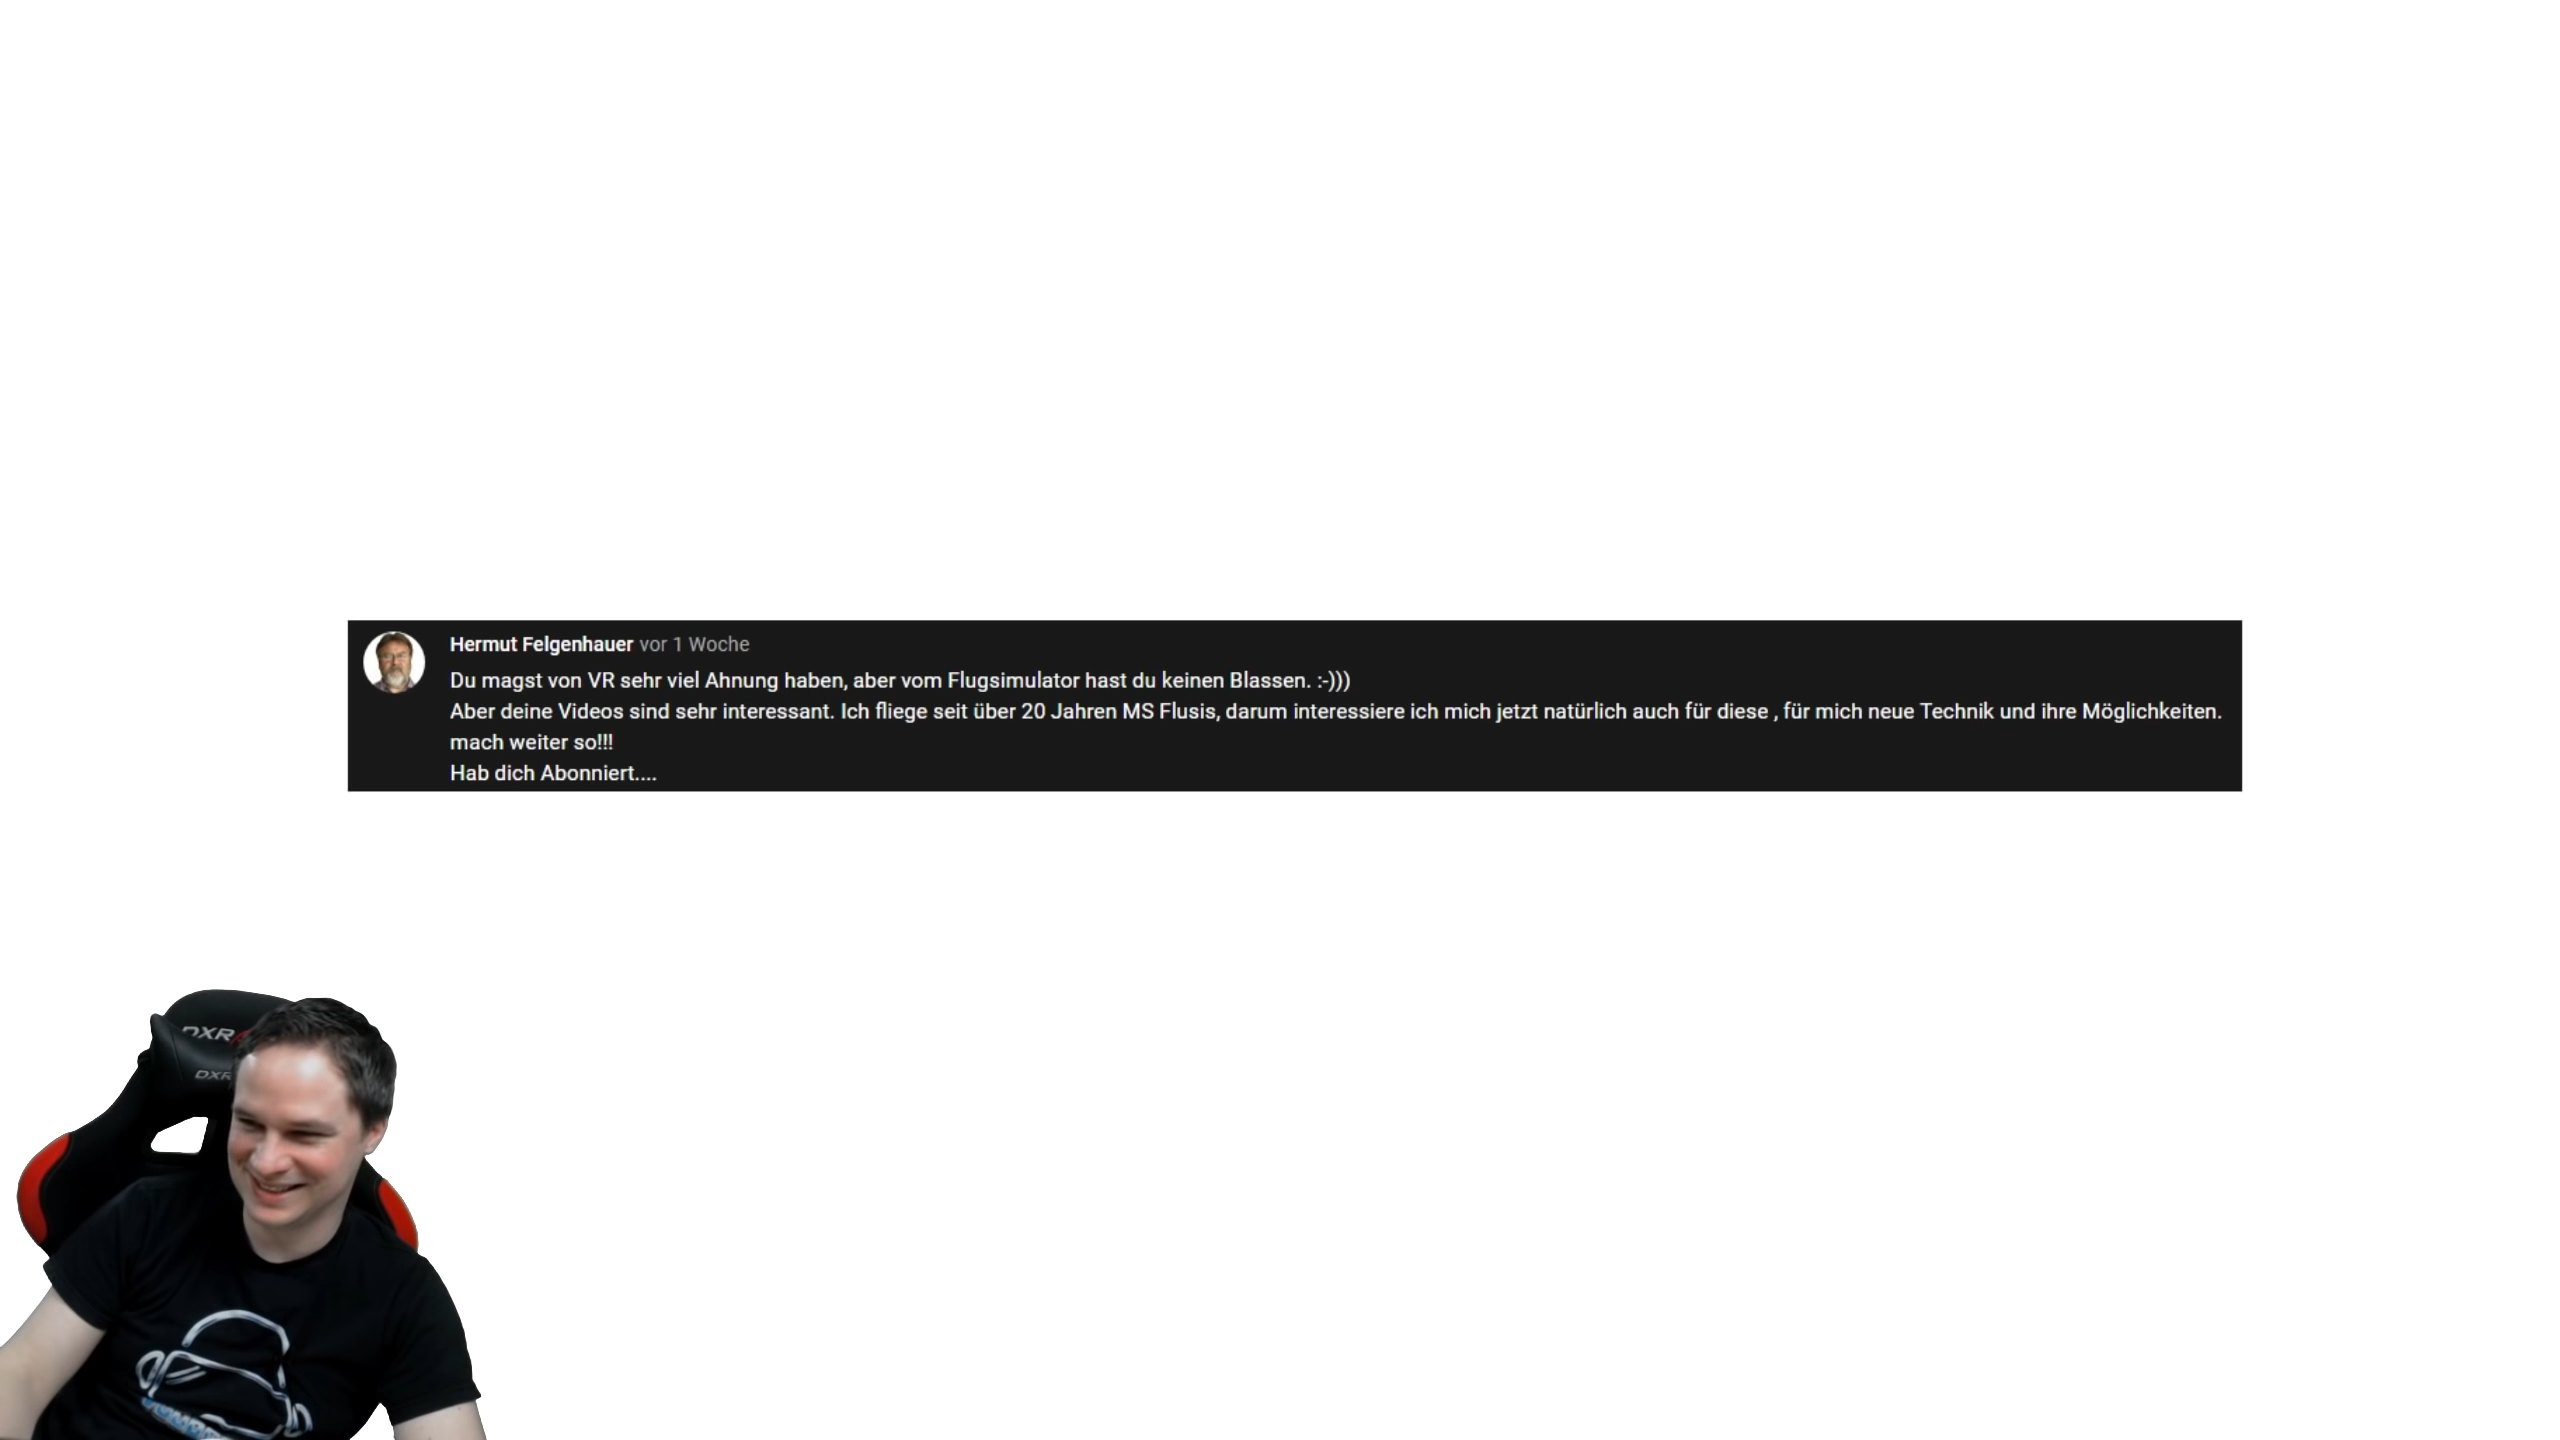 Hermut Felgenhauer vor 1 Woche
Du magst von VR sehr viel Ahnung haben, aber vom Flugsimulator hast du keinen Blassen. :-)))
Aber deine Videos sind sehr interessant. Ich fliege seit über 20 Jahren MS Flusis, darum interessiere ich mich jetzt natürlich auch für diese , für mich neue Technik und ihre Möglichkeiten.
mach weiter so!!!
Hab dich Abonniert....
DXR
DXR